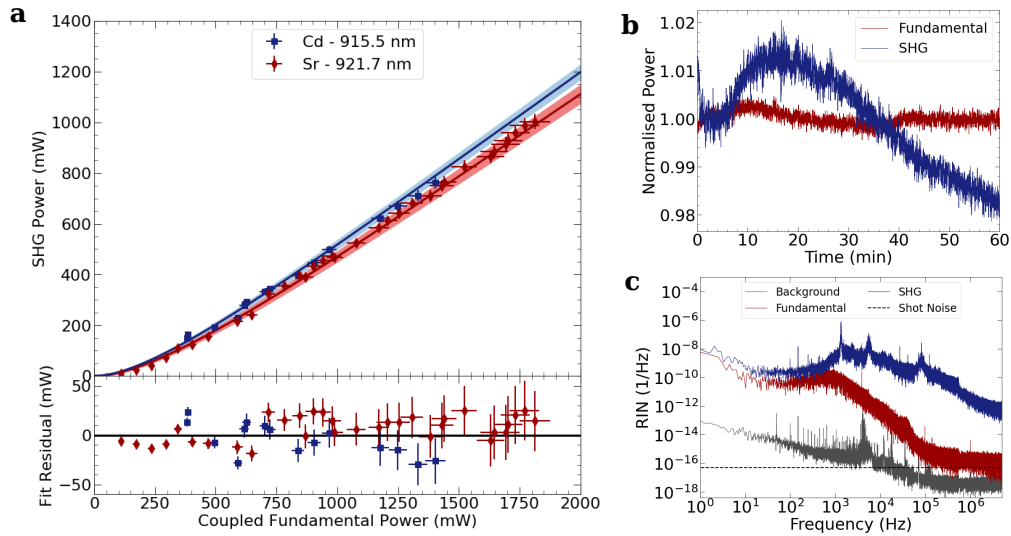 a
1400
1200
1000
800
600
400
200
0
SHG Power (mW)
Cd - 915.5 nm
Sr - 921.7 nm
50
0
−50
Fit Residual (mW)
0 250 500 750 1000 1250 1500 1750 2000
Coupled Fundamental Power (mW)
b
1.02
1.01
1.00
0.99
0.98
Normalised Power
Fundamental
SHG
0 10 20 30 40 50 60
Time (min)
c
10⁻⁴
10⁻⁶
10⁻⁸
10⁻¹⁰
10⁻¹²
10⁻¹⁴
10⁻¹⁶
10⁻¹⁸
RIN (1/Hz)
Background
Fundamental
SHG
Shot Noise
10⁰ 10¹ 10² 10³ 10⁴ 10⁵ 10⁶
Frequency (Hz)